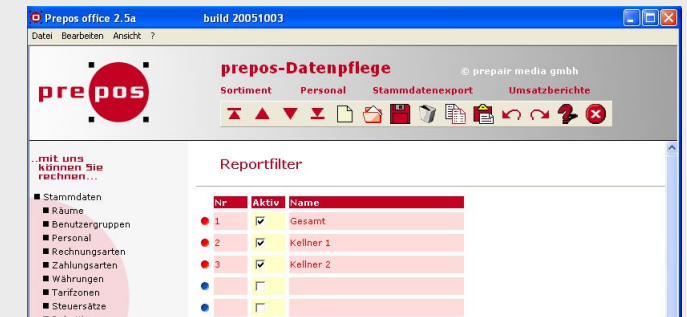 Prepos office 2.5a build 20051003
Datei Bearbeiten Ansicht ?
prepos
prepos-Datenpflege © prepair media gmbh
Sortiment Personal Stammdatenexport Umsatzberichte
..mit uns
können Sie
rechnen...
Reportfilter
Stammdaten
Räume
Benutzergruppen
Personal
Rechnungsarten
Zahlungsarten
Währungen
Tarifzonen
Steuersätze
Nr Aktiv Name
1 Gesamt
2 Kellner 1
3 Kellner 2